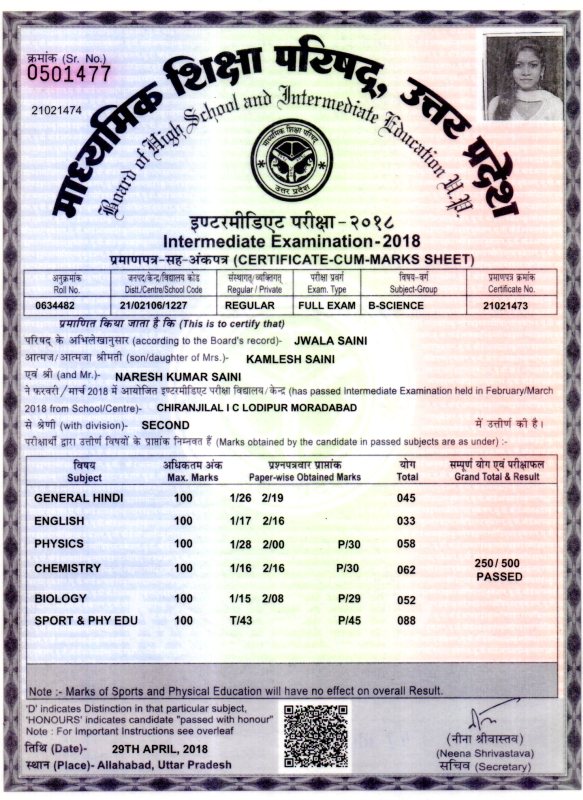 क्रमांक (Sr. No.)
0501477
21021474
माध्यमिक शिक्षा परिषद्, उत्तर प्रदेश
Board of High School and Intermediate Education U.P.
माध्यमिक शिक्षा परिषद्
उत्तर प्रदेश
इण्टरमीडिएट परीक्षा-२०१८
Intermediate Examination-2018
प्रमाणपत्र-सह-अंकपत्र (CERTIFICATE-CUM-MARKS SHEET)
अनुक्रमांक जनपद/केन्द्र/विद्यालय कोड संस्थागत/व्यक्तिगत परीक्षा प्रवर्ग विषय-वर्ग प्रमाणपत्र क्रमांक
Roll No. Distt./Centre/School Code Regular / Private Exam. Type Subject-Group Certificate No.
0634482 21/02106/1227 REGULAR FULL EXAM B-SCIENCE 21021473
प्रमाणित किया जाता है कि (This is to certify that)
परिषद् के अभिलेखानुसार (according to the Board's record)- JWALA SAINI
आत्मज/आत्मजा श्रीमती (son/daughter of Mrs.)- KAMLESH SAINI
एवं श्री (and Mr.)- NARESH KUMAR SAINI
ने फरवरी/मार्च 2018 में आयोजित इण्टरमीडिएट परीक्षा विद्यालय/केन्द्र (has passed Intermediate Examination held in February/March
2018 from School/Centre)- CHIRANJILAL I C LODIPUR MORADABAD
से श्रेणी (with division)- SECOND में उत्तीर्ण की है।
परीक्षार्थी द्वारा उत्तीर्ण विषयों के प्राप्तांक निम्नवत हैं (Marks obtained by the candidate in passed subjects are as under) :-
विषय अधिकतम अंक प्रश्नपत्रवार प्राप्तांक योग सम्पूर्ण योग एवं परीक्षाफल
Subject Max. Marks Paper-wise Obtained Marks Total Grand Total & Result
GENERAL HINDI 100 1/26 2/19 045
ENGLISH 100 1/17 2/16 033
PHYSICS 100 1/28 2/00 P/30 058
CHEMISTRY 100 1/16 2/16 P/30 062 250/ 500
PASSED
BIOLOGY 100 1/15 2/08 P/29 052
SPORT & PHY EDU 100 T/43 P/45 088
Note :- Marks of Sports and Physical Education will have no effect on overall Result.
'D' indicates Distinction in that particular subject,
'HONOURS' indicates candidate "passed with honour"
Note : For Important Instructions see overleaf
तिथि (Date)- 29TH APRIL, 2018
स्थान (Place)- Allahabad, Uttar Pradesh
(नीना श्रीवास्तव)
(Neena Shrivastava)
सचिव (Secretary)